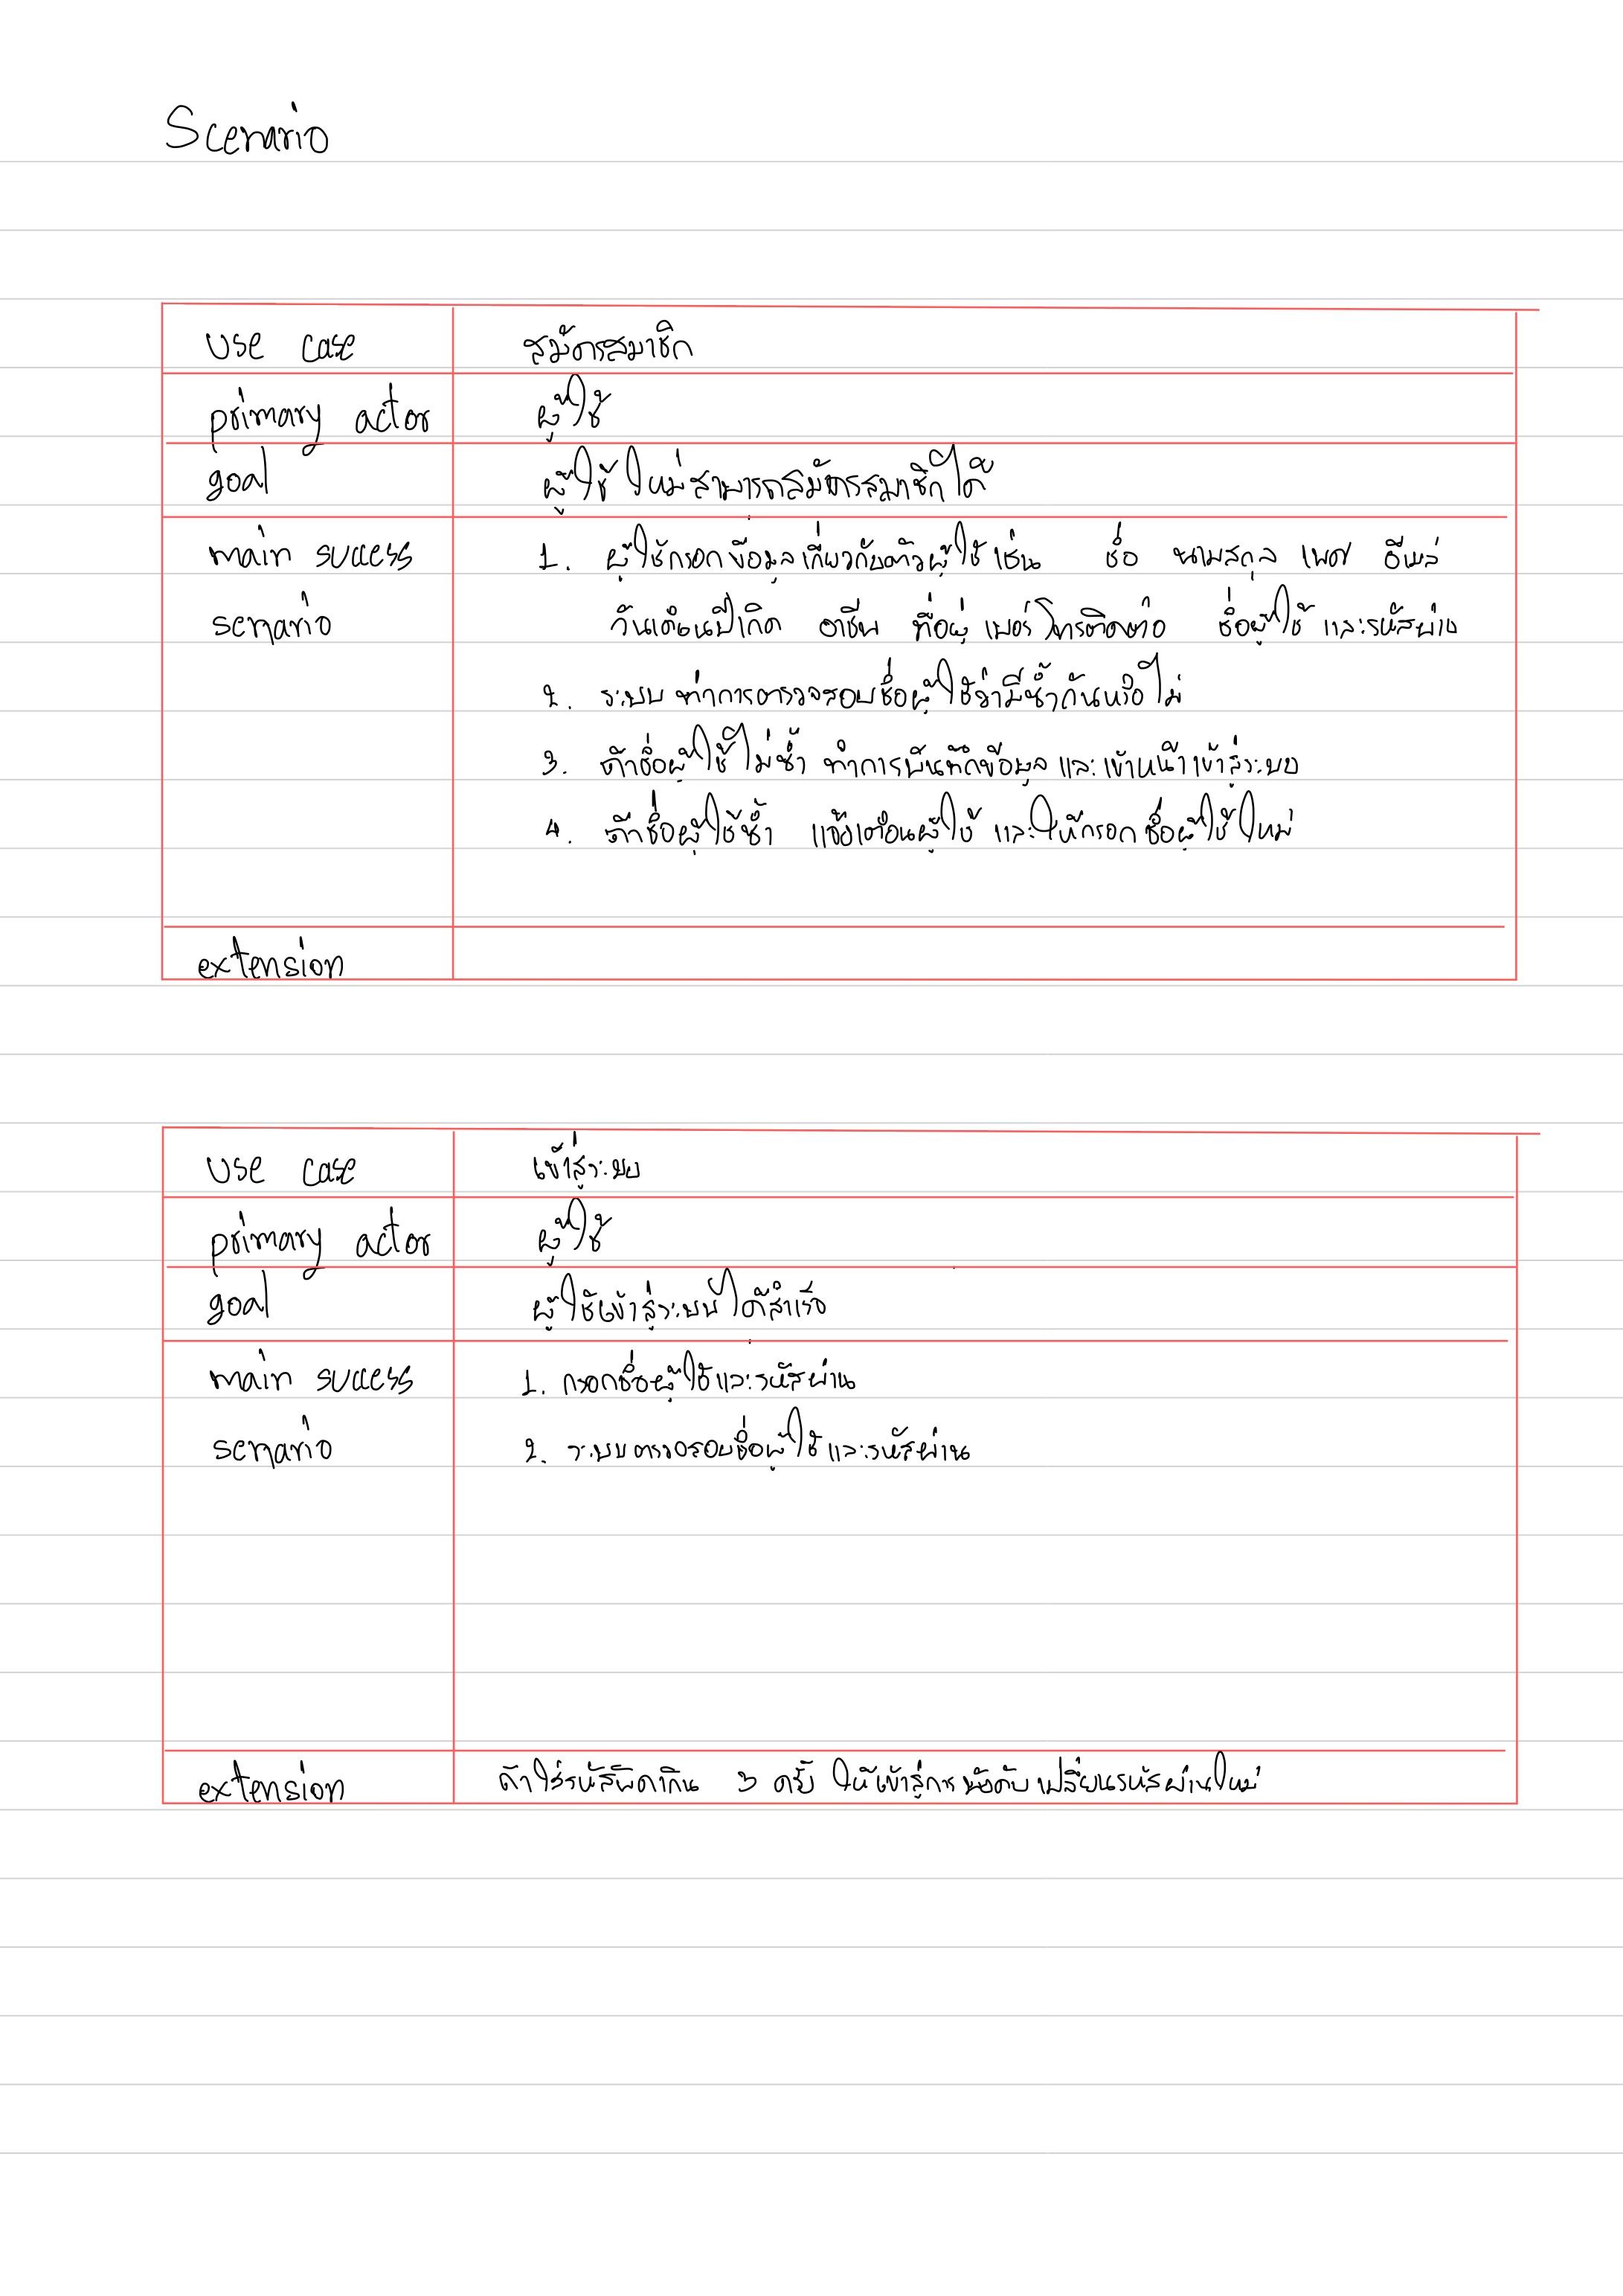 Scenario
use case สมัครสมาชิก
primary actor ผู้ใช้
goal ผู้ใช้ใหม่สามารถสมัครสมาชิกได้
main success 1. ผู้ใช้กรอกข้อมูลเกี่ยวกับตัวผู้ใช้ เช่น ชื่อ นามสกุล เพศ อีเมล์
senario วันเดือนปีเกิด อาชีพ ที่อยู่ เบอร์โทรติดต่อ ชื่อผู้ใช้ และรหัสผ่าน
2. ระบบ ทำการตรวจสอบชื่อผู้ใช้ว่ามีซ้ำกันหรือไม่
3. ถ้าชื่อผู้ใช้ไม่ซ้ำ ทำการบันทึกข้อมูล และ เข้าหน้าเข้าสู่ระบบ
4. ถ้าชื่อผู้ใช้ซ้ำ แจ้งเตือนผู้ใช้ และให้กรอก ชื่อผู้ใช้ใหม่
extension
use case เข้าสู่ระบบ
primary actor ผู้ใช้
goal ผู้ใช้เข้าสู่ระบบได้สำเร็จ
main success 1. กรอกชื่อผู้ใช้และรหัสผ่าน
senario 2. ระบบตรวจสอบชื่อผู้ใช้ และรหัสผ่าน
extension ถ้าใส่รหัสผิดเกิน 3 ครั้ง ให้เข้าสู่การบังคับ เปลี่ยนรหัสผ่านใหม่